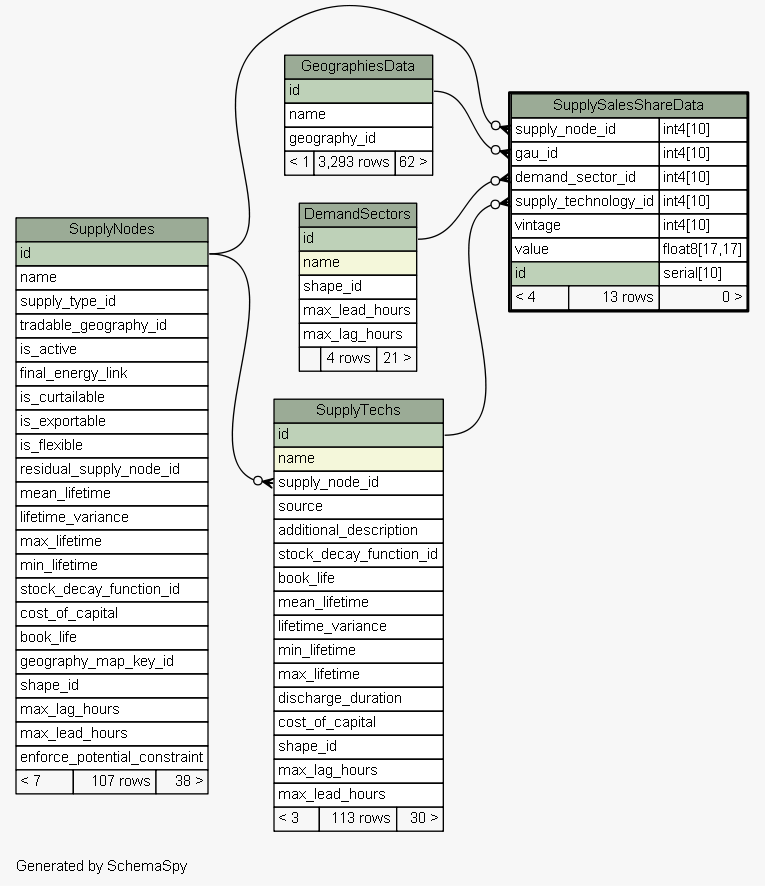 GeographiesData
id
name
geography_id
< 1 3,293 rows 62 >
SupplySalesShareData
supply_node_id int4[10]
gau_id int4[10]
demand_sector_id int4[10]
supply_technology_id int4[10]
vintage int4[10]
value float8[17,17]
id serial[10]
< 4 13 rows 0 >
DemandSectors
id
name
shape_id
max_lead_hours
max_lag_hours
4 rows 21 >
SupplyNodes
id
name
supply_type_id
tradable_geography_id
is_active
final_energy_link
is_curtailable
is_exportable
is_flexible
residual_supply_node_id
mean_lifetime
lifetime_variance
max_lifetime
min_lifetime
stock_decay_function_id
cost_of_capital
book_life
geography_map_key_id
shape_id
max_lag_hours
max_lead_hours
enforce_potential_constraint
< 7 107 rows 38 >
SupplyTechs
id
name
supply_node_id
source
additional_description
stock_decay_function_id
book_life
mean_lifetime
lifetime_variance
min_lifetime
max_lifetime
discharge_duration
cost_of_capital
shape_id
max_lag_hours
max_lead_hours
< 3 113 rows 30 >
Generated by SchemaSpy